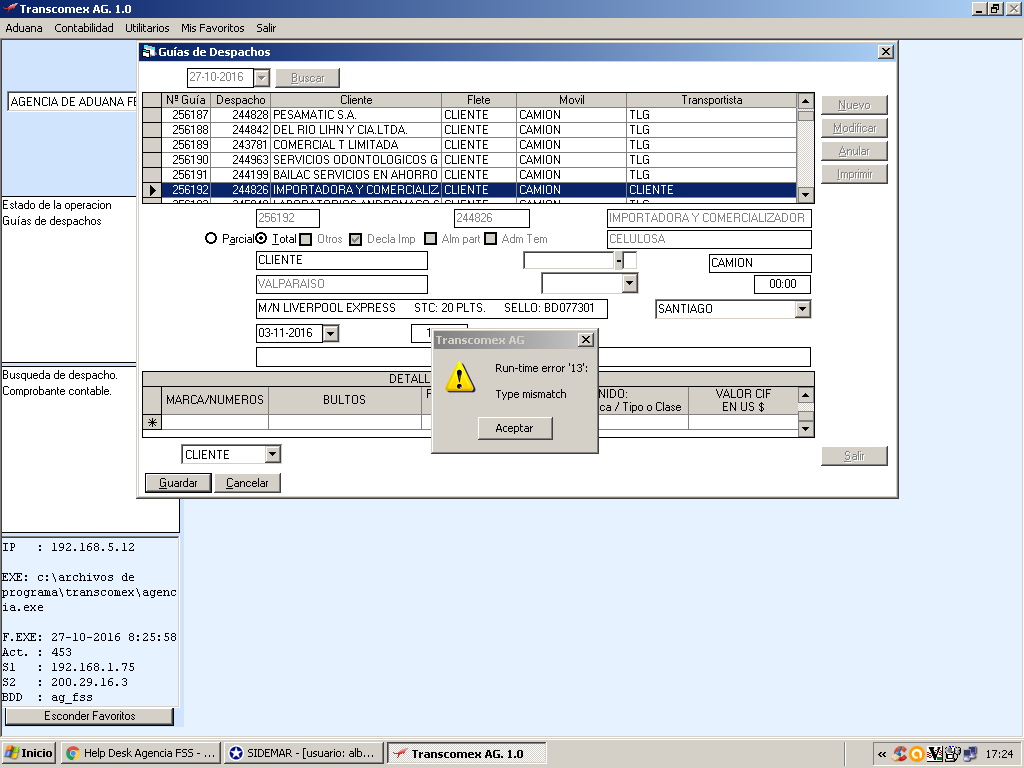 Transcomex AG. 1.0
Aduana Contabilidad Utilitarios Mis Favoritos Salir
AGENCIA DE ADUANA FE
Estado de la operacion
Guías de despachos
Busqueda de despacho.
Comprobante contable.
IP : 192.168.5.12
EXE: c:\archivos de
programa\transcomex\agenc
ia.exe
F.EXE: 27-10-2016 8:25:58
Act. : 453
S1 : 192.168.1.75
S2 : 200.29.16.3
BDD : ag_fss
Esconder Favoritos
Guías de Despachos
27-10-2016 Buscar
Nº Guía Despacho Cliente Flete Movil Transportista
256187 244828 PESAMATIC S.A. CLIENTE CAMION TLG
256188 244842 DEL RIO LIHN Y CIA.LTDA. CLIENTE CAMION TLG
256189 243781 COMERCIAL T LIMITADA CLIENTE CAMION TLG
256190 244963 SERVICIOS ODONTOLOGICOS G CLIENTE CAMION TLG
256191 244199 BAILAC SERVICIOS EN AHORRO CLIENTE CAMION TLG
256192 244826 IMPORTADORA Y COMERCIALIZ CLIENTE CAMION CLIENTE
Nuevo
Modificar
Anular
Imprimir
256192 244826 IMPORTADORA Y COMERCIALIZADOR
Parcial Total Otros Decla Imp Alm part Adm Tem CELULOSA
CLIENTE - CAMION
VALPARAISO 00:00
M/N LIVERPOOL EXPRESS STC: 20 PLTS. SELLO: BD077301 SANTIAGO
03-11-2016 1
Transcomex AG
Run-time error '13':
Type mismatch
Aceptar
DETALL
MARCA/NUMEROS BULTOS NIDO: VALOR CIF
ca / Tipo o Clase EN US $
CLIENTE
Salir
Guardar Cancelar
Inicio Help Desk Agencia FSS - ... SIDEMAR - [usuario: alb... Transcomex AG. 1.0 « 17:24